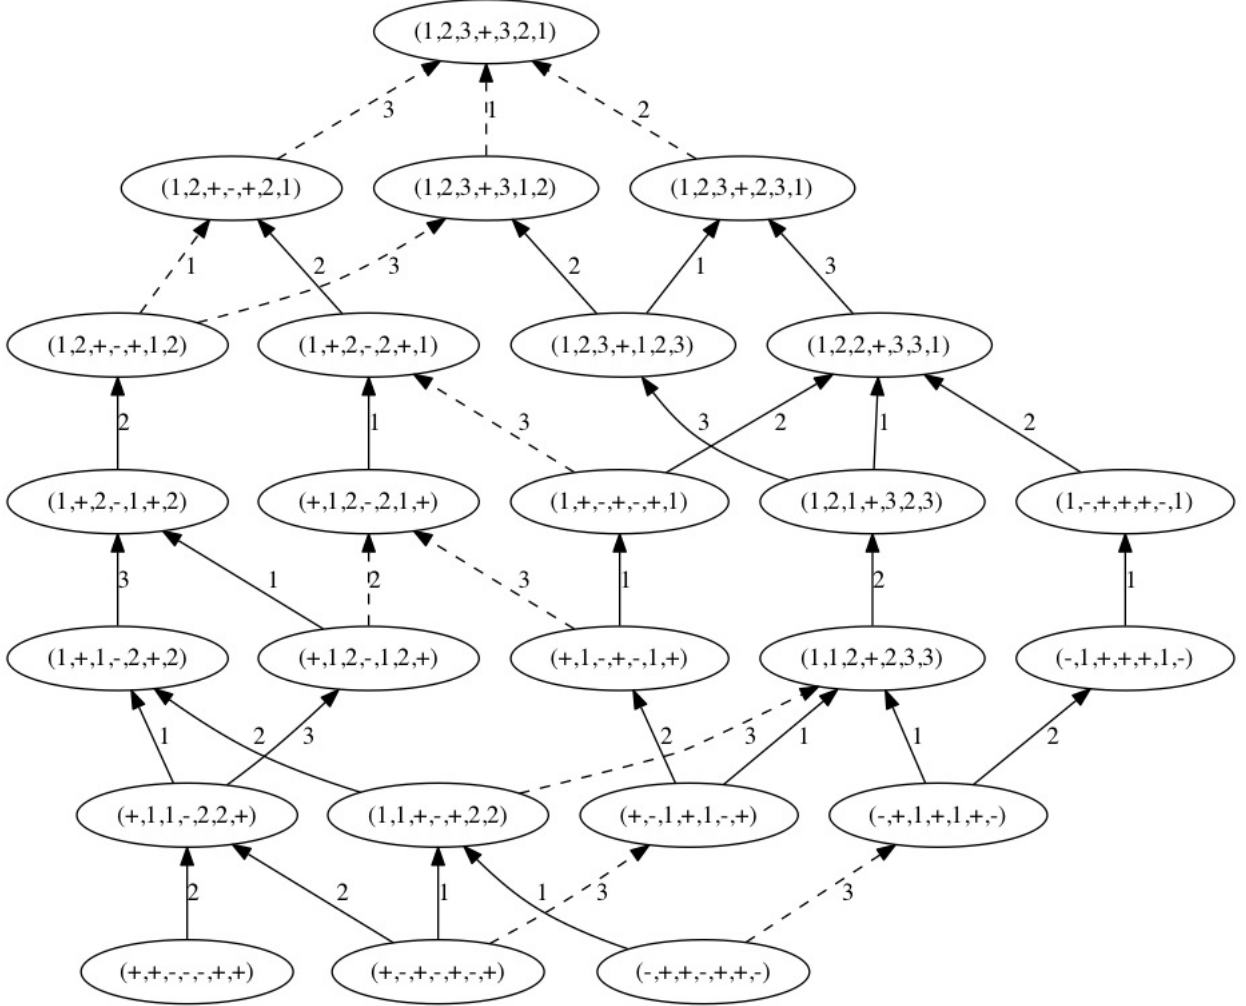 (1,2,3,+,3,2,1)
3 1 2
(1,2,+,-,+,2,1) (1,2,3,+,3,1,2) (1,2,3,+,2,3,1)
1 2 3 2 1 3
(1,2,+,-,+,1,2) (1,+,2,-,2,+,1) (1,2,3,+,1,2,3) (1,2,2,+,3,3,1)
2 1 3 3 2 1 2
(1,+,2,-,1,+,2) (+,1,2,-,2,1,+) (1,+,-,+,-,+,1) (1,2,1,+,3,2,3) (1,-,+,+,+,-,1)
3 1 2 3 1 2 1
(1,+,1,-,2,+,2) (+,1,2,-,1,2,+) (+,1,-,+,-,1,+) (1,1,2,+,2,3,3) (-,1,+,+,+,1,-)
1 2 3 2 3 1 1 2
(+,1,1,-,2,2,+) (1,1,+,-,+,2,2) (+,-,1,+,1,-,+) (-,+,1,+,1,+,-)
2 2 1 1 3 3
(+,+,-,-,-,+,+) (+,-,+,-,+,-,+) (-,+,+,-,+,+,-)